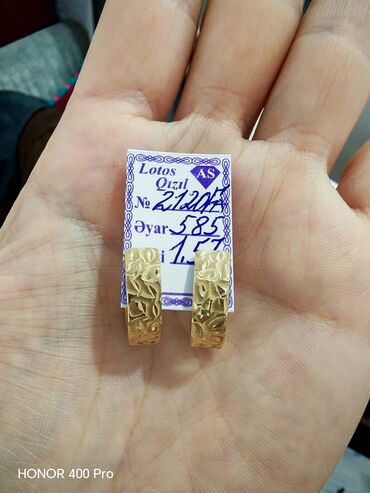 Lotos
Qızıl
AS
№ 2120
Əyar 585
1,57
HONOR 400 Pro